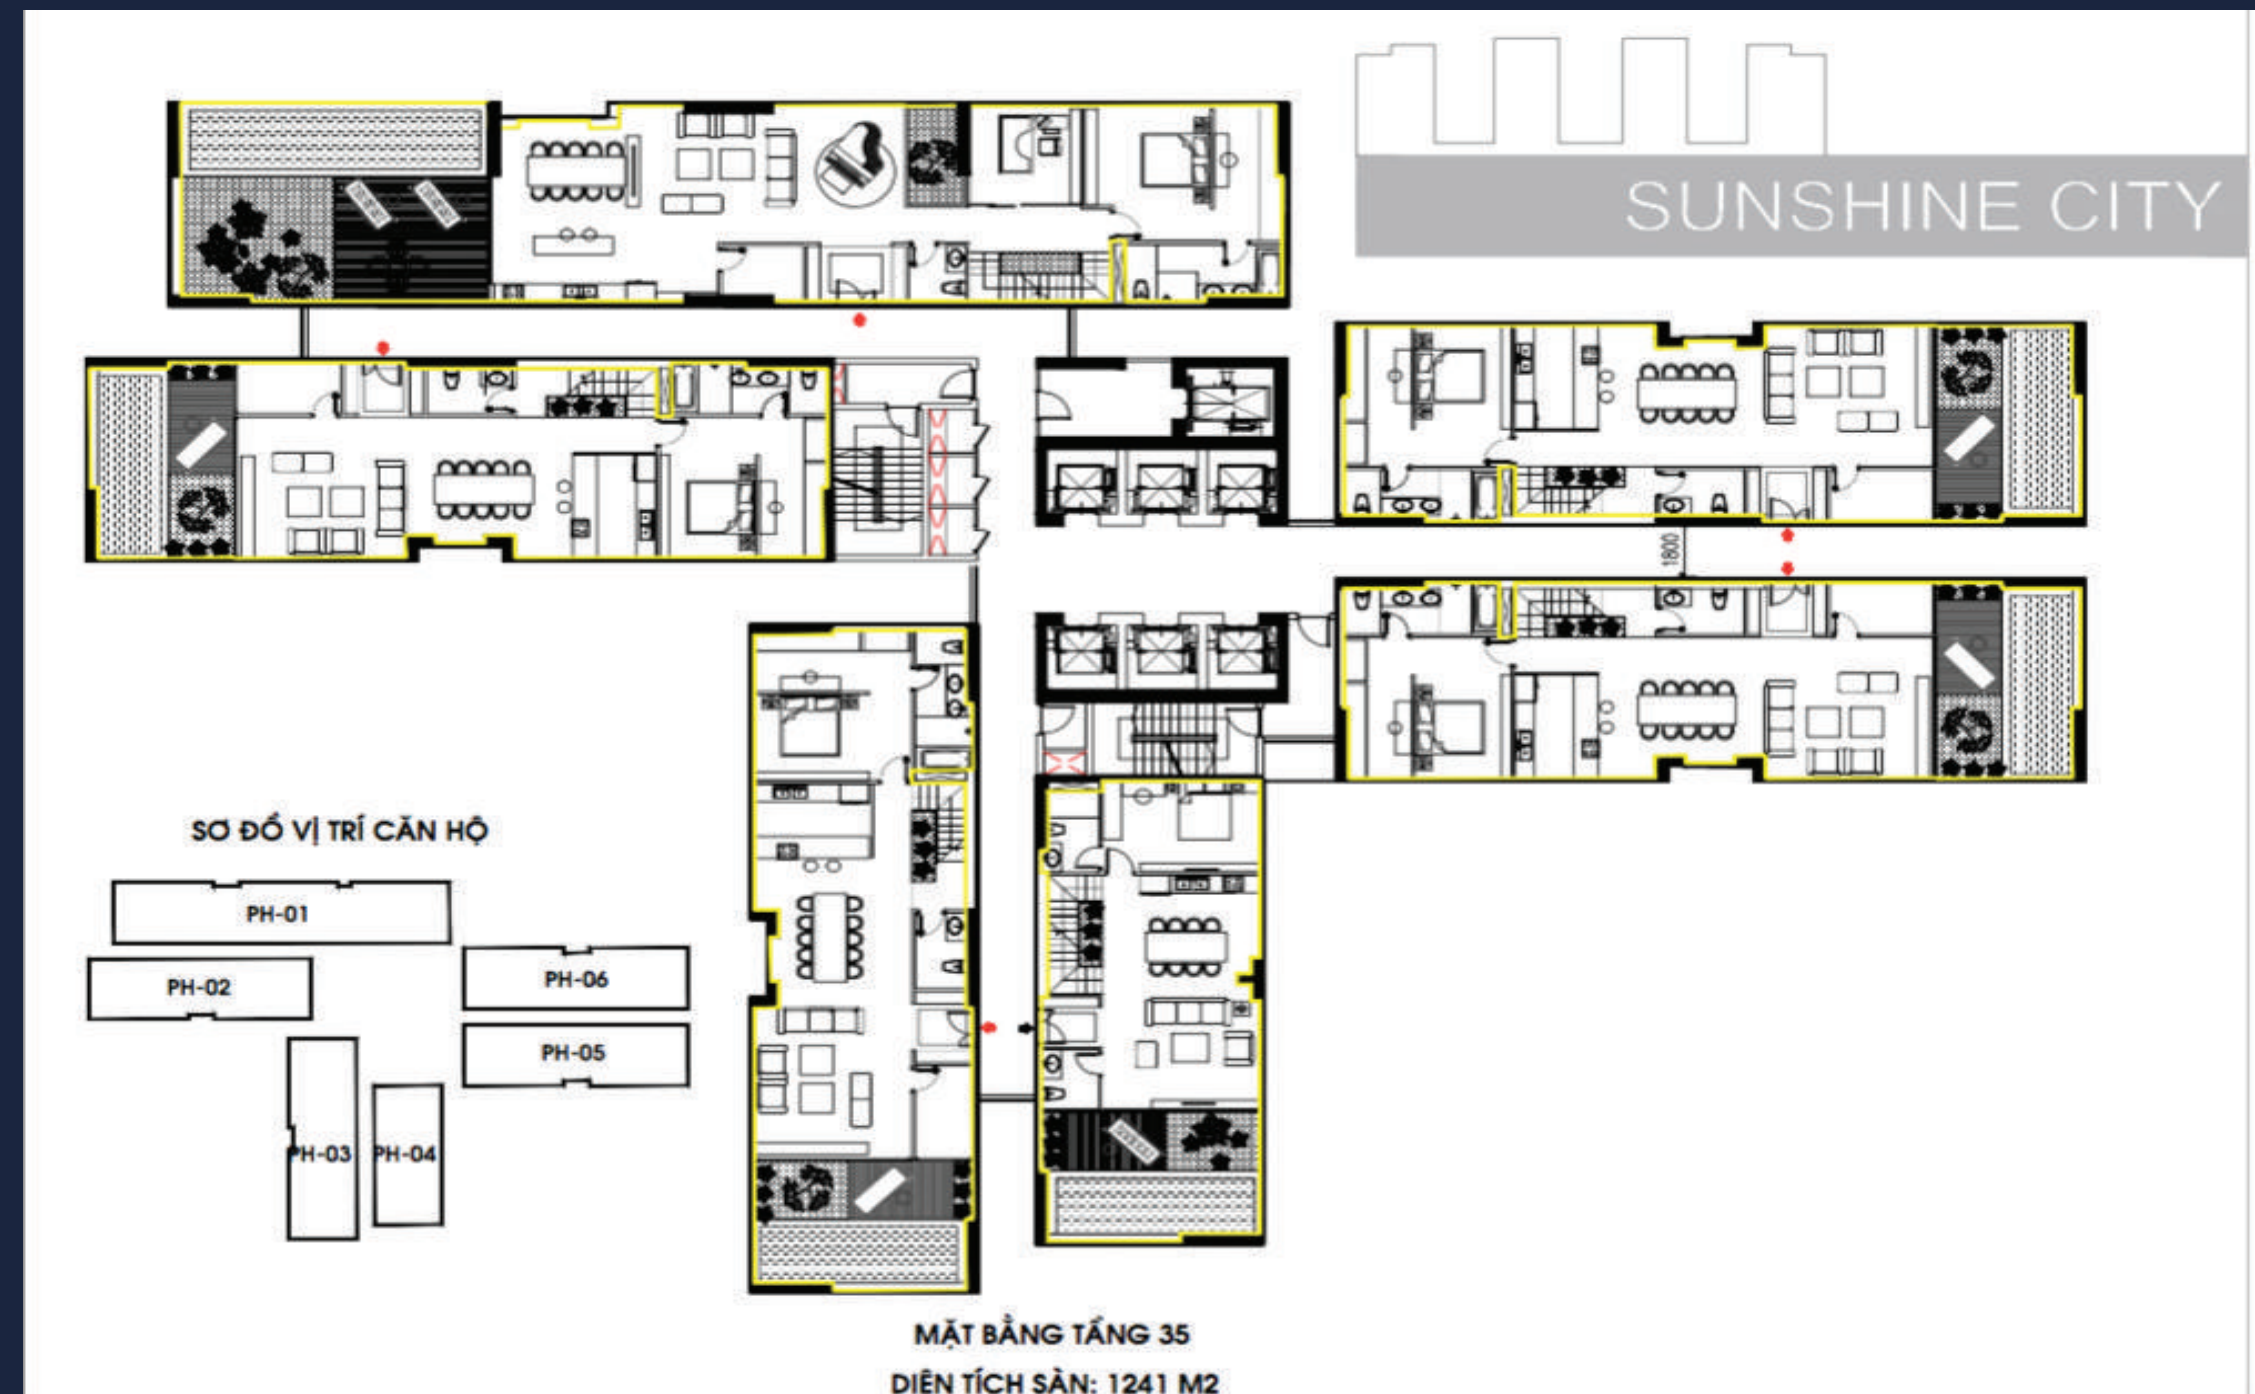 SUNSHINE CITY
1800
SƠ ĐỒ VỊ TRÍ CĂN HỘ
PH-01
PH-02
PH-06
PH-05
PH-03
PH-04
MẶT BẰNG TẦNG 35
DIỆN TÍCH SÀN: 1241 M2